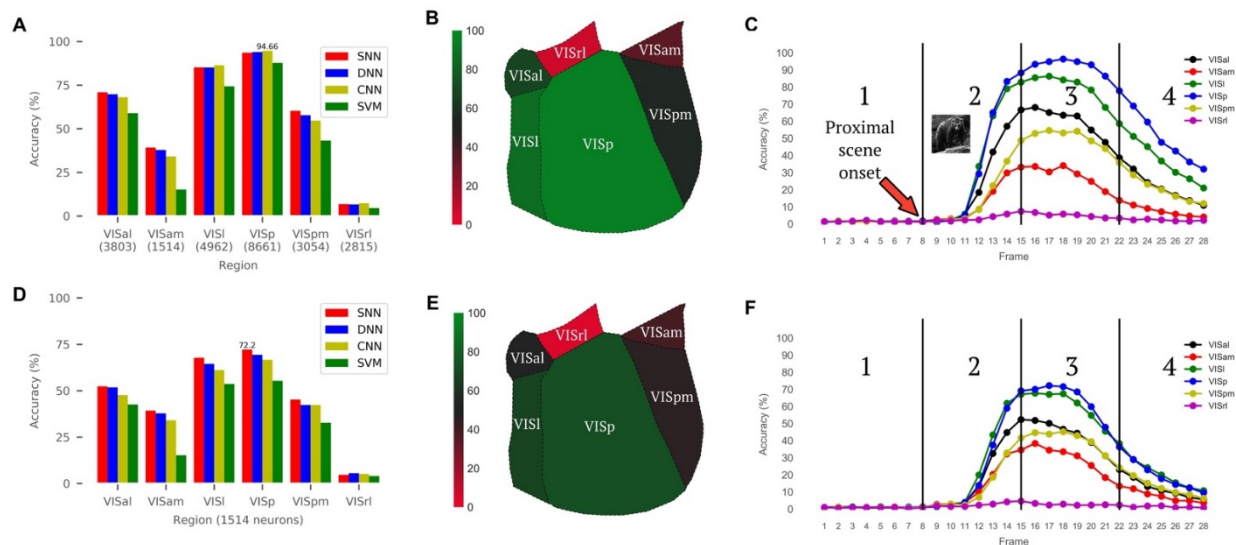 A
100
75
50
25
0
Accuracy (%)
94.66
SNN
DNN
CNN
SVM
VISal
(3803)
VISam
(1514)
VISl
(4962)
VISp
(8661)
VISpm
(3054)
VISrl
(2815)
Region
B
100
80
60
40
20
0
VISrl
VISam
VISal
VISpm
VISl
VISp
C
100
90
80
70
60
50
40
30
20
10
0
Accuracy (%)
1
2
3
4
Proximal
scene
onset
VISal
VISam
VISl
VISp
VISpm
VISrl
1 2 3 4 5 6 7 8 9 10 11 12 13 14 15 16 17 18 19 20 21 22 23 24 25 26 27 28
Frame
D
100
75
50
25
0
Accuracy (%)
72.2
SNN
DNN
CNN
SVM
VISal VISam VISl VISp VISpm VISrl
Region (1514 neurons)
E
100
80
60
40
20
0
VISrl
VISam
VISal
VISpm
VISl
VISp
F
100
90
80
70
60
50
40
30
20
10
0
Accuracy (%)
1
2
3
4
VISal
VISam
VISl
VISp
VISpm
VISrl
1 2 3 4 5 6 7 8 9 10 11 12 13 14 15 16 17 18 19 20 21 22 23 24 25 26 27 28
Frame